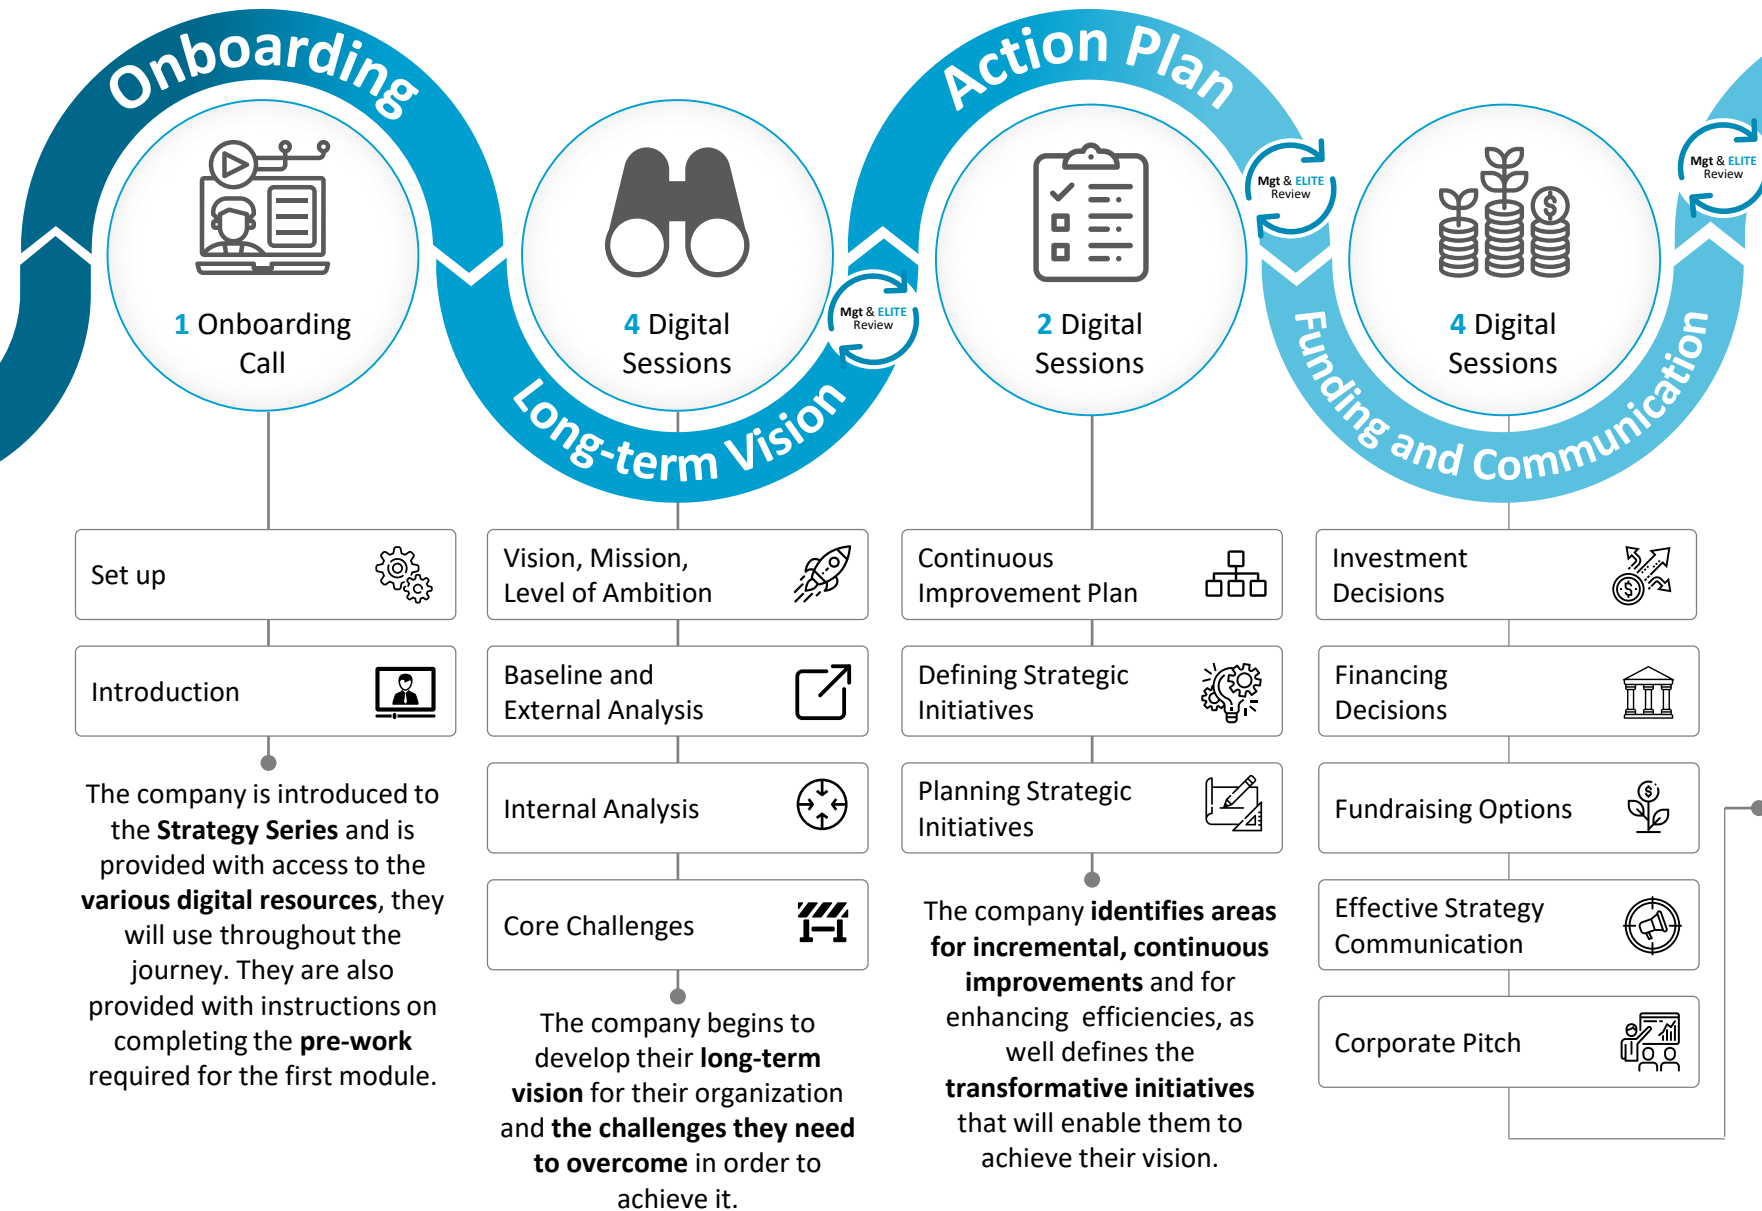 Onboarding
1 Onboarding
Call
Set up
Introduction
The company is introduced to
the Strategy Series and is
provided with access to the
various digital resources, they
will use throughout the
journey. They are also
provided with instructions on
completing the pre-work
required for the first module.
4 Digital
Sessions
Long-term Vision
Mgt & ELITE
Review
Vision, Mission,
Level of Ambition
Baseline and
External Analysis
Internal Analysis
Core Challenges
The company begins to
develop their long-term
vision for their organization
and the challenges they need
to overcome in order to
achieve it.
Action Plan
2 Digital
Sessions
Mgt & ELITE
Review
Continuous
Improvement Plan
Defining Strategic
Initiatives
Planning Strategic
Initiatives
The company identifies areas
for incremental, continuous
improvements and for
enhancing  efficiencies, as
well defines the
transformative initiatives
that will enable them to
achieve their vision.
4 Digital
Sessions
Funding and Communication
Mgt & ELITE
Review
Investment
Decisions
Financing
Decisions
Fundraising Options
Effective Strategy
Communication
Corporate Pitch